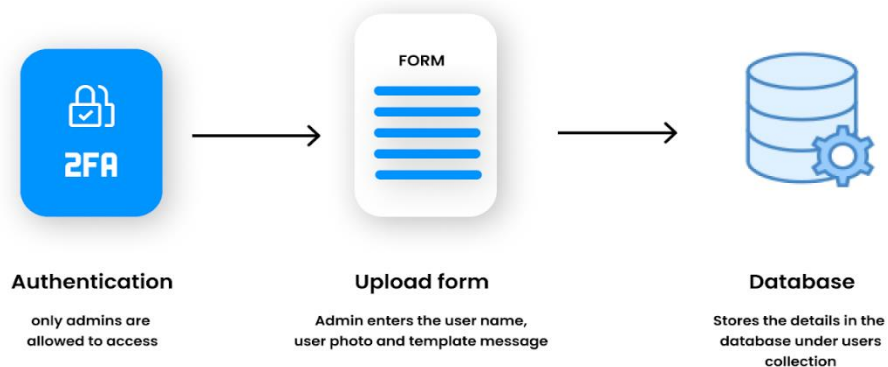 2FA
FORM
Authentication
only admins are
allowed to access
Upload form
Admin enters the user name,
user photo and template message
Database
Stores the details in the
database under users
collection